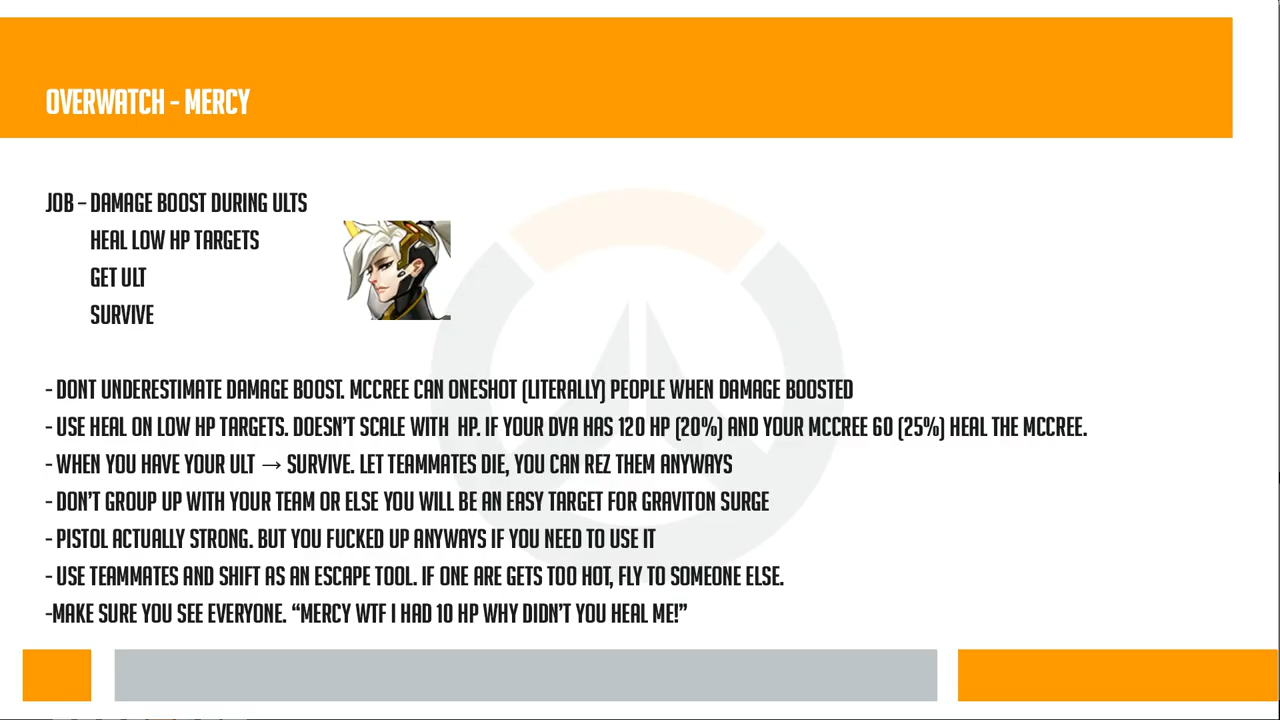 OVERWATCH - MERCY
JOB – DAMAGE BOOST DURING ULTS
HEAL LOW HP TARGETS
GET ULT
SURVIVE
- DONT UNDERESTIMATE DAMAGE BOOST. MCCREE CAN ONESHOT (LITERALLY) PEOPLE WHEN DAMAGE BOOSTED
- USE HEAL ON LOW HP TARGETS. DOESN'T SCALE WITH HP. IF YOUR DVA HAS 120 HP (20%) AND YOUR MCCREE 60 (25%) HEAL THE MCCREE.
- WHEN YOU HAVE YOUR ULT → SURVIVE. LET TEAMMATES DIE, YOU CAN REZ THEM ANYWAYS
- DON'T GROUP UP WITH YOUR TEAM OR ELSE YOU WILL BE AN EASY TARGET FOR GRAVITON SURGE
- PISTOL ACTUALLY STRONG. BUT YOU FUCKED UP ANYWAYS IF YOU NEED TO USE IT
- USE TEAMMATES AND SHIFT AS AN ESCAPE TOOL. IF ONE ARE GETS TOO HOT, FLY TO SOMEONE ELSE.
-MAKE SURE YOU SEE EVERYONE. “MERCY WTF I HAD 10 HP WHY DIDN'T YOU HEAL ME!”